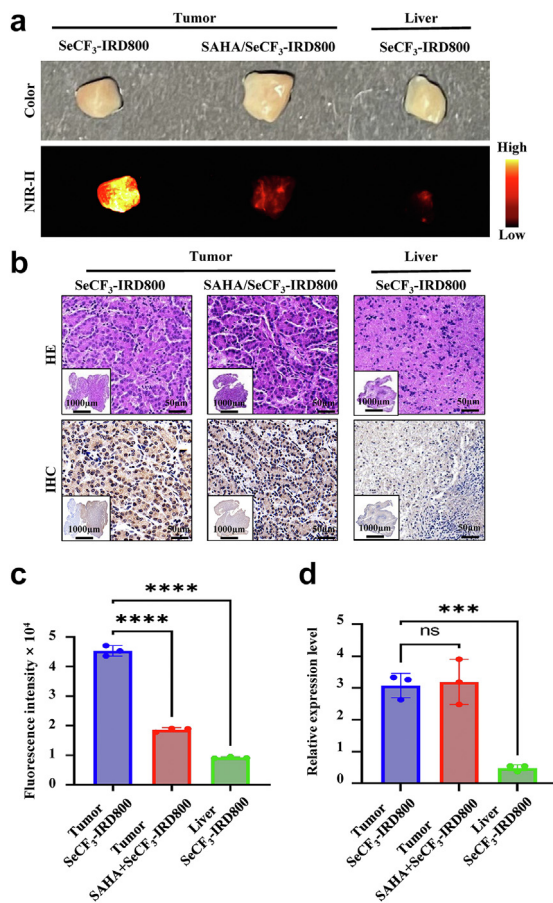 a
Tumor
Liver
SeCF₃-IRD800
SAHA/SeCF₃-IRD800
SeCF₃-IRD800
Color
NIR-II
High
Low
b
Tumor
Liver
SeCF₃-IRD800
SAHA/SeCF₃-IRD800
SeCF₃-IRD800
HE
1000μm
50μm
1000μm
50μm
1000μm
50μm
IHC
1000μm
50μm
1000μm
50μm
1000μm
50μm
c
Fluorescence intensity × 10⁴
5
4
3
2
1
0
****
****
Tumor
SeCF₃-IRD800
Tumor
SAHA+SeCF₃-IRD800
Liver
SeCF₃-IRD800
d
Relative expression level
5
4
3
2
1
0
***
ns
Tumor
SeCF₃-IRD800
Tumor
SAHA+SeCF₃-IRD800
Liver
SeCF₃-IRD800